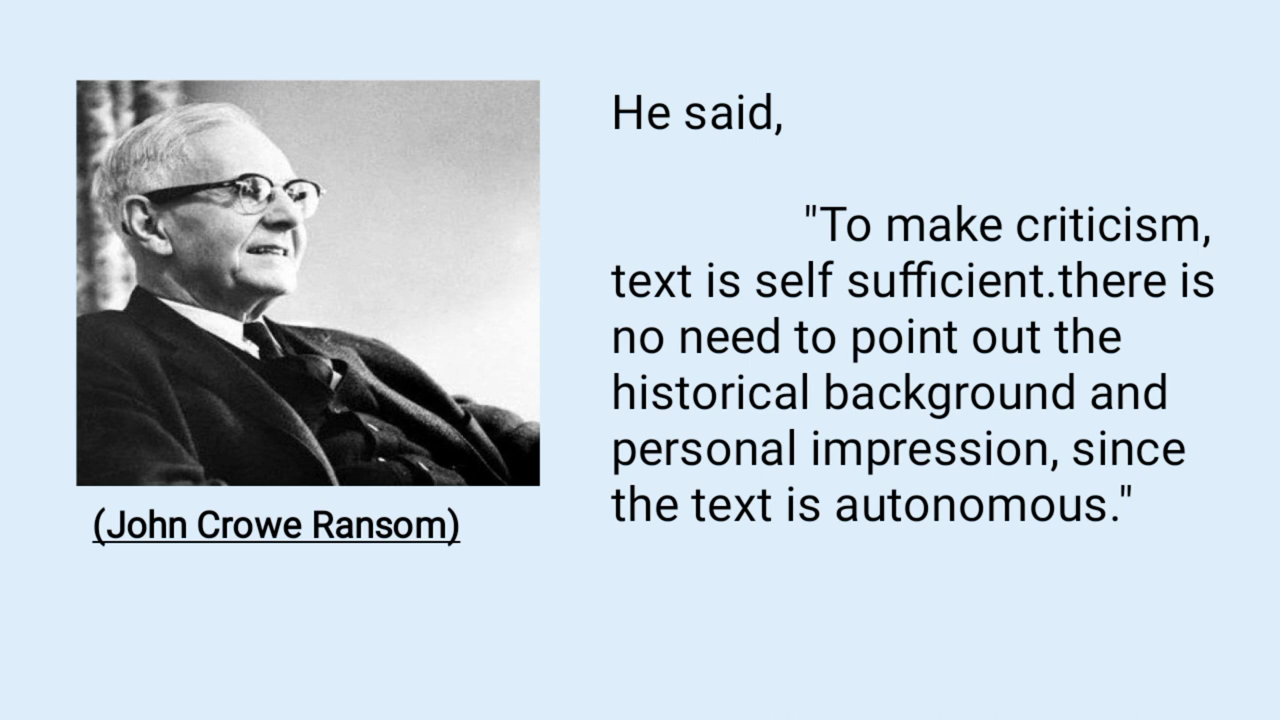 He said,
"To make criticism,
text is self sufficient.there is
no need to point out the
historical background and
personal impression, since
the text is autonomous."
(John Crowe Ransom)